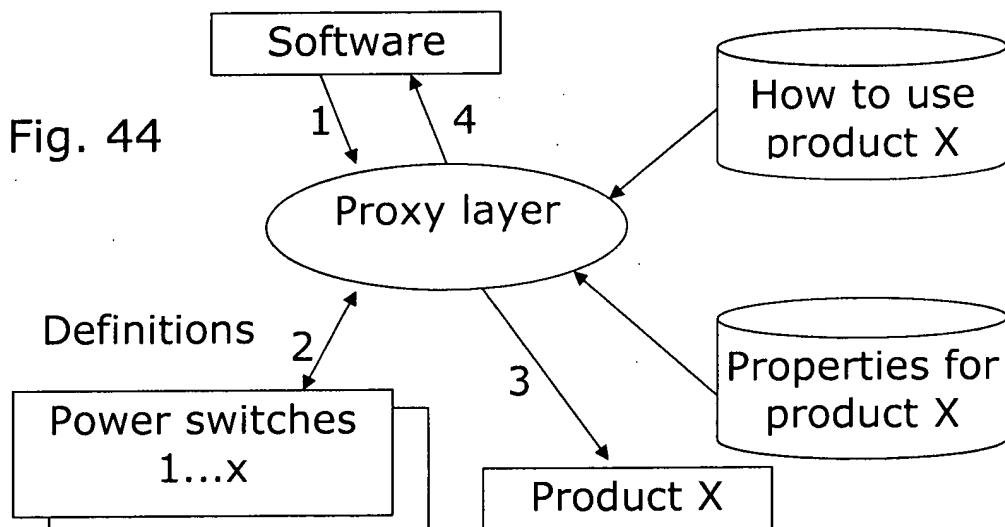 Software
Fig. 44
1
4
How to use
product X
Proxy layer
Definitions
2
3
Properties for
product X
Power switches
1...x
Product X